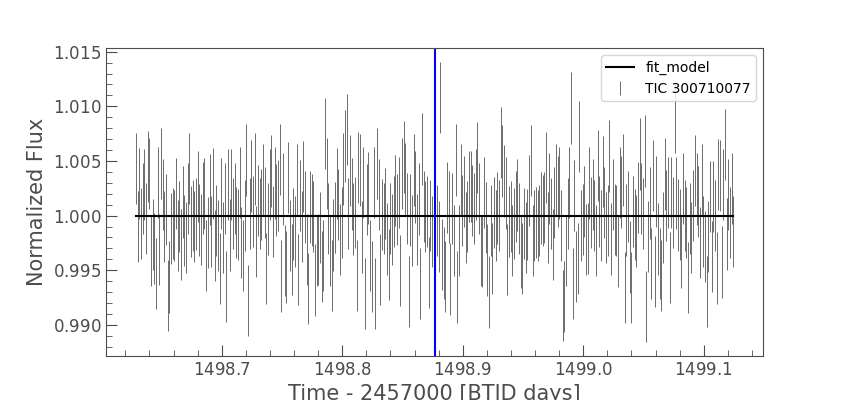 1.015
1.010
1.005
1.000
0.995
0.990
Normalized Flux
fit_model
TIC 300710077
1498.7
1498.8
1498.9
1499.0
1499.1
Time - 2457000 [BTJD days]